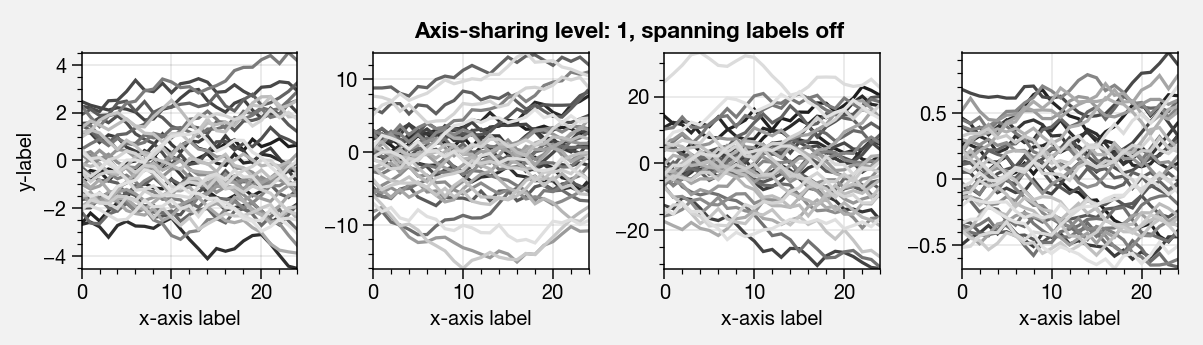 Axis-sharing level: 1, spanning labels off
y-label
4
2
0
−2
−4
0 10 20
x-axis label
10
0
−10
0 10 20
x-axis label
20
0
−20
0 10 20
x-axis label
0.5
0
−0.5
0 10 20
x-axis label